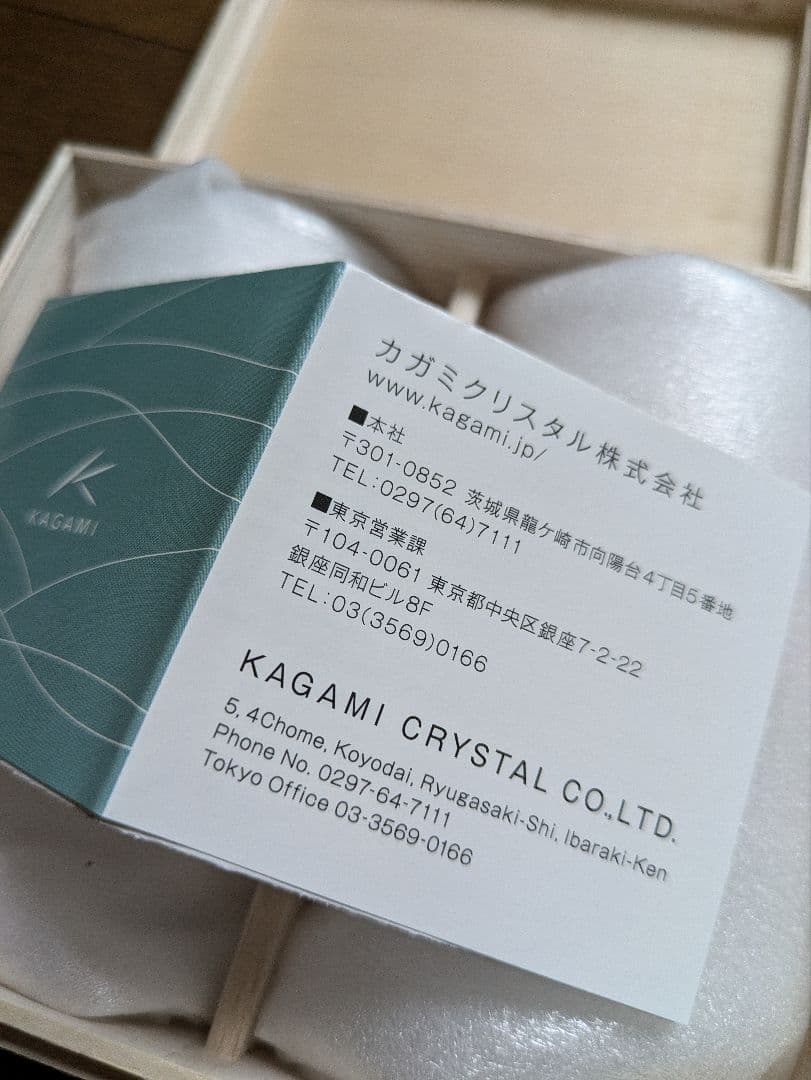 K
KAGAMI
カガミクリスタル株式会社
www.kagami.jp/
■本社
〒301-0852 茨城県龍ケ崎市向陽台4丁目5番地
TEL:0297(64)7111
■東京営業課
〒104-0061 東京都中央区銀座7-2-22
銀座同和ビル8F
TEL:03(3569)0166
KAGAMI CRYSTAL CO.,LTD.
5, 4Chome, Koyodai, Ryugasaki-Shi, Ibaraki-Ken
Phone No. 0297-64-7111
Tokyo Office 03-3569-0166